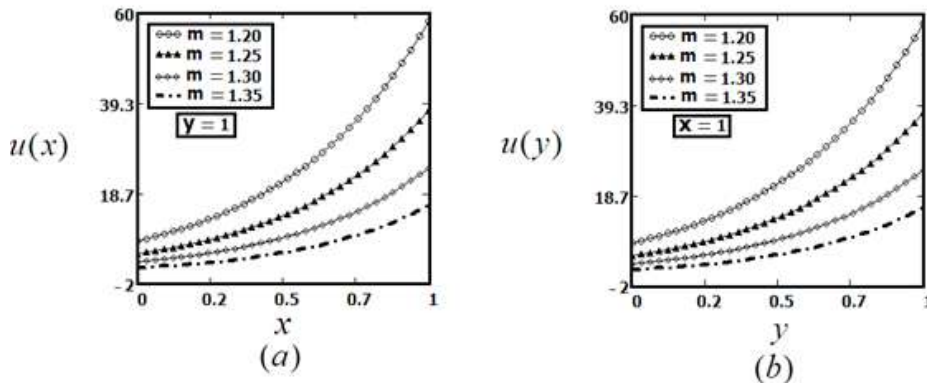 60
39.3
18.7
- 2
u(x)
m = 1.20
m = 1.25
m = 1.30
m = 1.35
y = 1
0
0.2
0.5
0.7
1
x
(a)
60
39.3
18.7
- 2
u(y)
m = 1.20
m = 1.25
m = 1.30
m = 1.35
x = 1
0
0.2
0.5
0.7
1
y
(b)